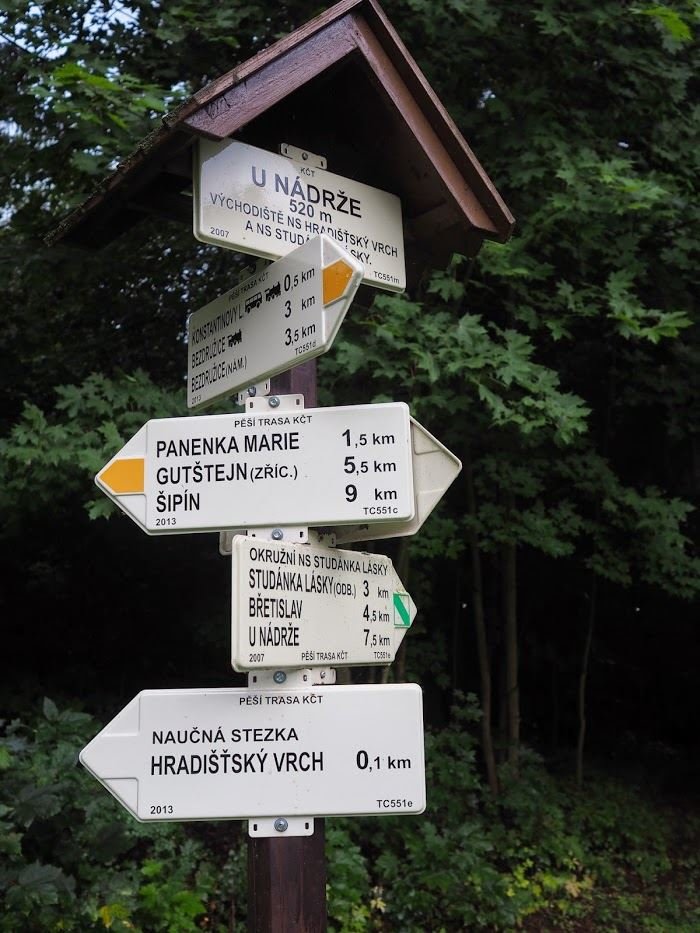 KČT
U NÁDRŽE
520 m
VÝCHODIŠTĚ NS HRADIŠŤSKÝ VRCH
A NS STUDÁNKY LÁSKY.
2007 TC551m
PĚŠÍ TRASA KČT
KONSTANTINOVY L. 0,5 km
BEZDRUŽICE 3 km
BEZDRUŽICE (NÁM.) 3,5 km
2013 TC551d
PĚŠÍ TRASA KČT
PANENKA MARIE 1,5 km
GUTŠTEJN (ZŘÍC.) 5,5 km
ŠIPÍN 9 km
2013 TC551c
OKRUŽNÍ NS STUDÁNKA LÁSKY
STUDÁNKA LÁSKY (ODB.) 3 km
BŘETISLAV 4,5 km
U NÁDRŽE 7,5 km
2007 PĚŠÍ TRASA KČT TC551e
PĚŠÍ TRASA KČT
NAUČNÁ STEZKA
HRADIŠŤSKÝ VRCH 0,1 km
2013 TC551e